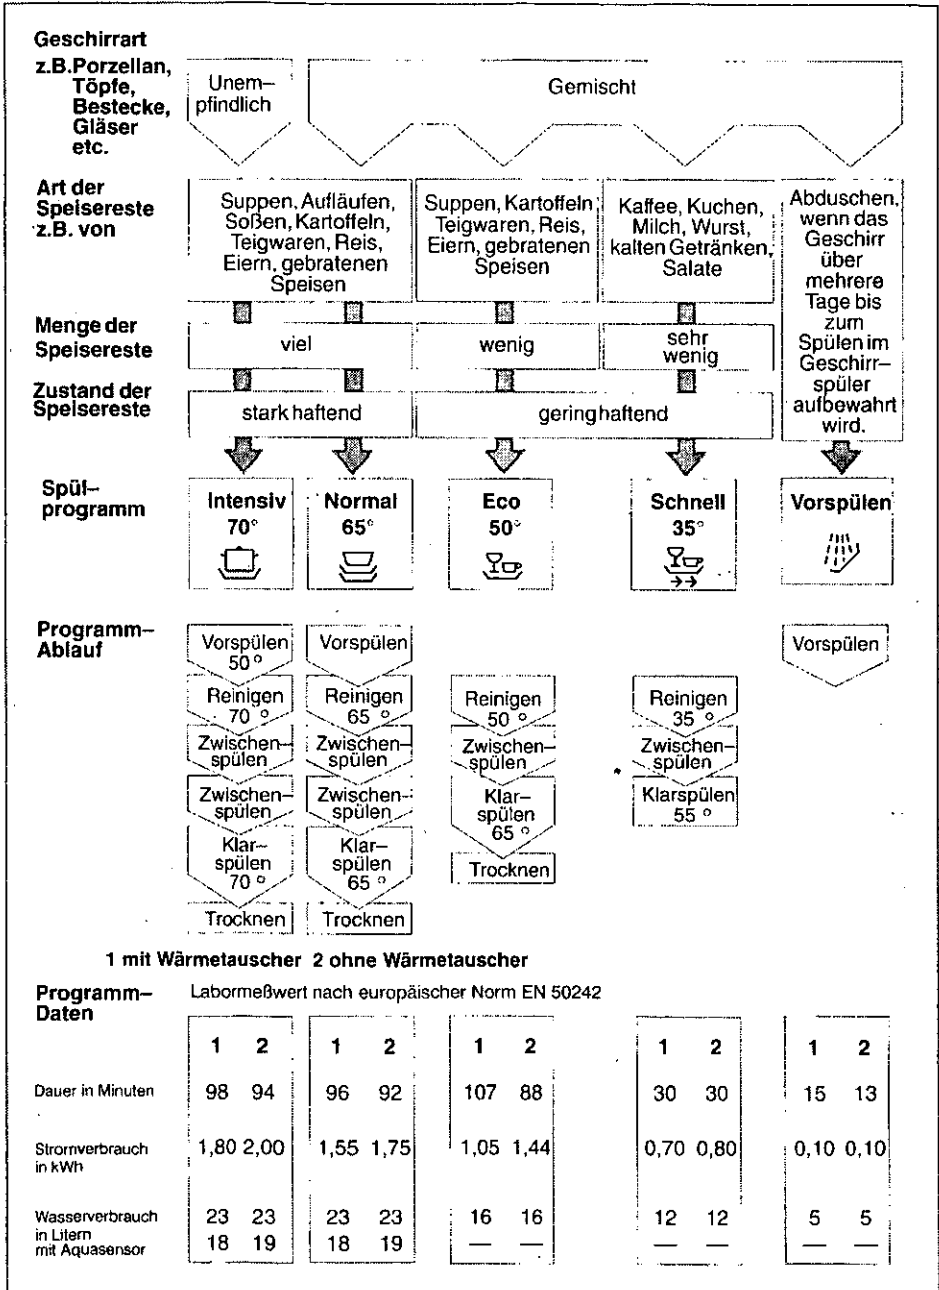 Geschirrart
z.B.Porzellan,
Töpfe,
Bestecke,
Gläser
etc.
Unem–
pfindlich
Gemischt
Art der
Speisereste
z.B. von
Suppen, Aufläufen,
Soßen, Kartoffeln,
Teigwaren, Reis,
Eiern, gebratenen
Speisen
Suppen, Kartoffeln
Teigwaren, Reis,
Eiern, gebratenen
Speisen
Kaffee, Kuchen,
Milch, Wurst,
kalten Getränken,
Salate
Abduschen,
wenn das
Geschirr
über
mehrere
Tage bis
zum
Spülen im
Geschirr–
spüler
aufbewahrt
wird.
Menge der
Speisereste
viel
wenig
sehr
wenig
Zustand der
Speisereste
stark haftend
gering haftend
Spül–
programm
Intensiv
70°
Normal
65°
Eco
50°
Schnell
35°
Vorspülen
Programm–
Ablauf
Vorspülen
50 °
Reinigen
70 °
Zwischen–
spülen
Zwischen–
spülen
Klar–
spülen
70 °
Trocknen
Vorspülen
Reinigen
65 °
Zwischen–
spülen
Zwischen–
spülen
Klar–
spülen
65 °
Trocknen
Reinigen
50 °
Zwischen–
spülen
Klar–
spülen
65 °
Trocknen
Reinigen
35 °
Zwischen–
spülen
Klarspülen
55 °
Vorspülen
1 mit Wärmetauscher 2 ohne Wärmetauscher
Programm–
Daten
Labormeßwert nach europäischer Norm EN 50242
1 2 1 2 1 2 1 2 1 2
Dauer in Minuten 98 94 96 92 107 88 30 30 15 13
Stromverbrauch
in kWh
1,80 2,00 1,55 1,75 1,05 1,44 0,70 0,80 0,10 0,10
Wasserverbrauch 23 23 23 23 16 16 12 12 5 5
in Litern
mit Aquasensor 18 19 18 19 — — — — — —